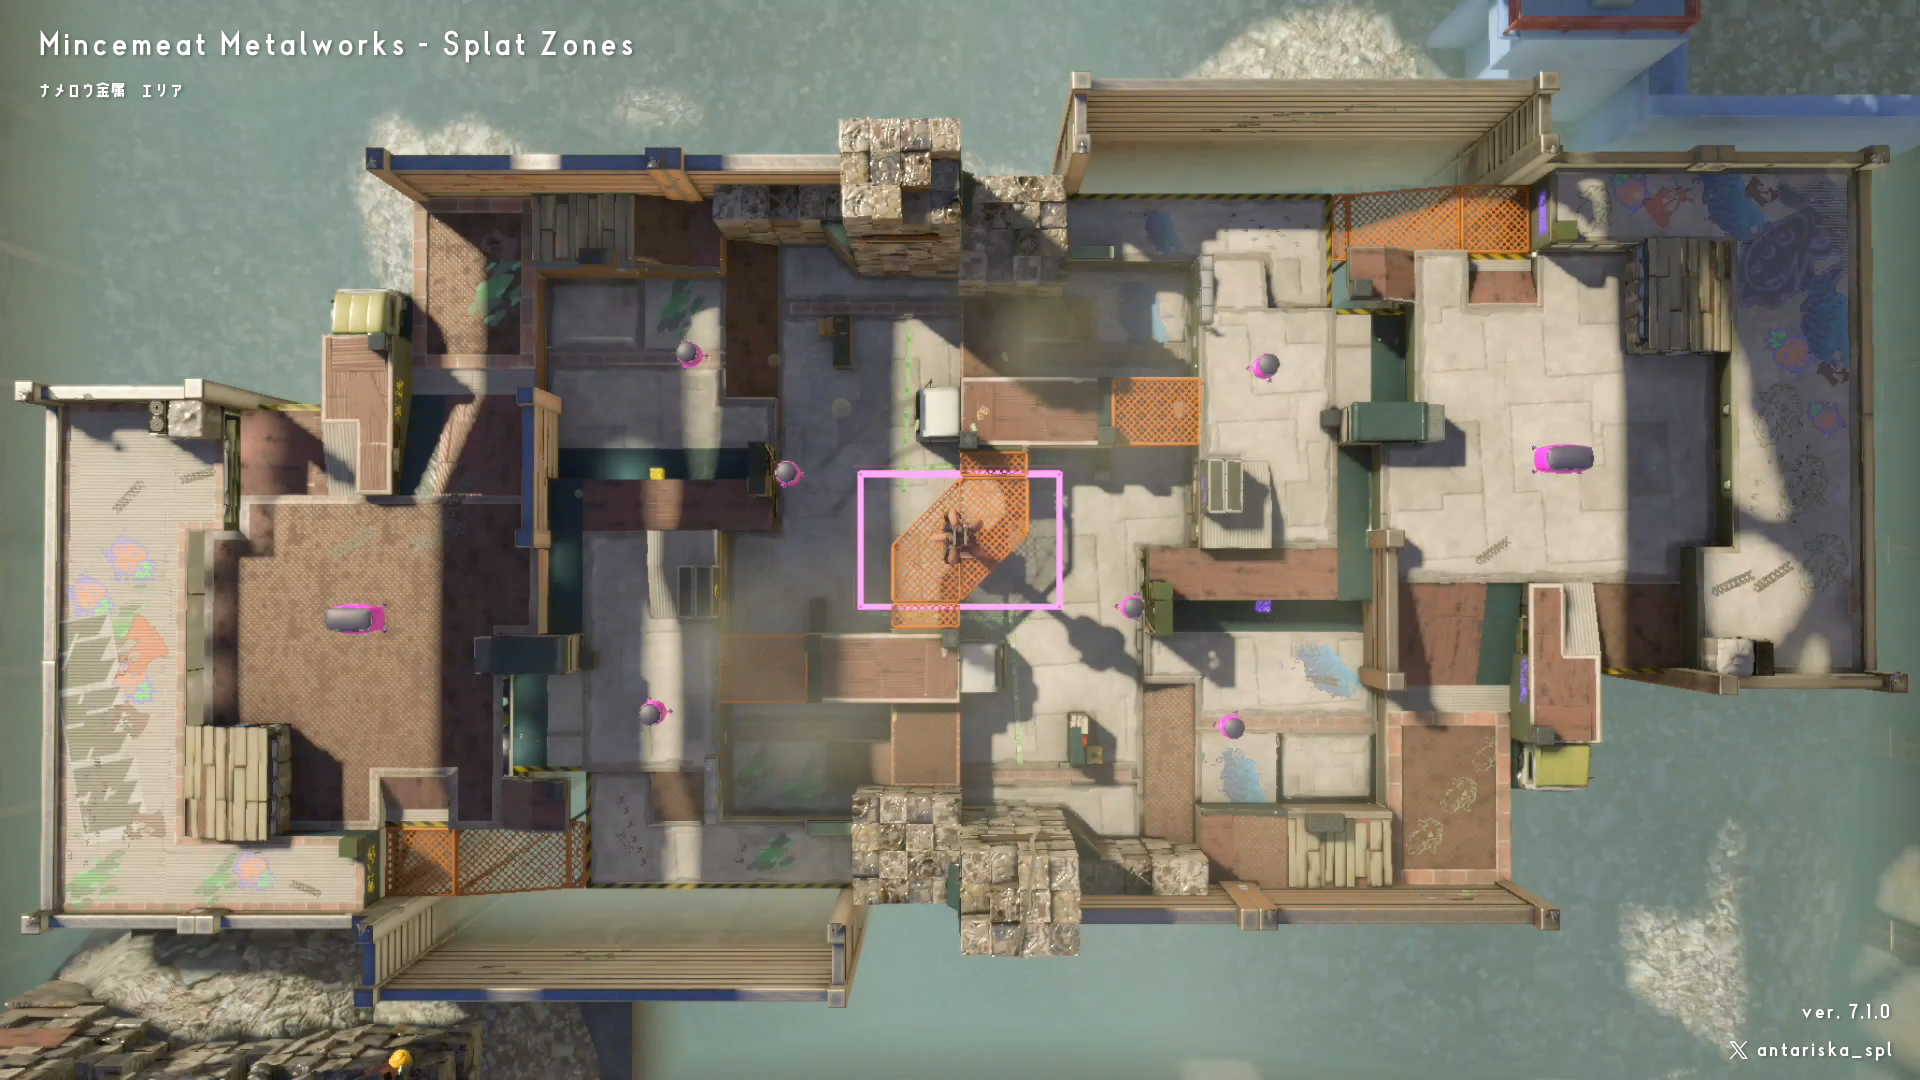 Mincemeat Metalworks - Splat Zones
ナメロウ金属 エリア
ver. 7.1.0
X antariska_spl